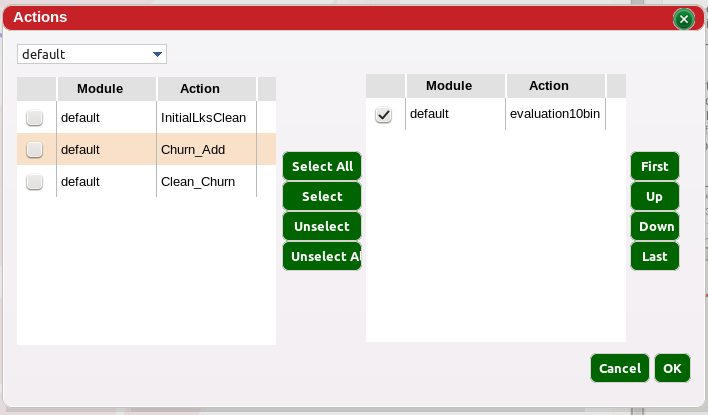 Actions
default
Module Action
default InitialLksClean
default Churn_Add
default Clean_Churn
Select All
Select
Unselect
Unselect Al
Module Action
default evaluation10bin
First
Up
Down
Last
Cancel OK